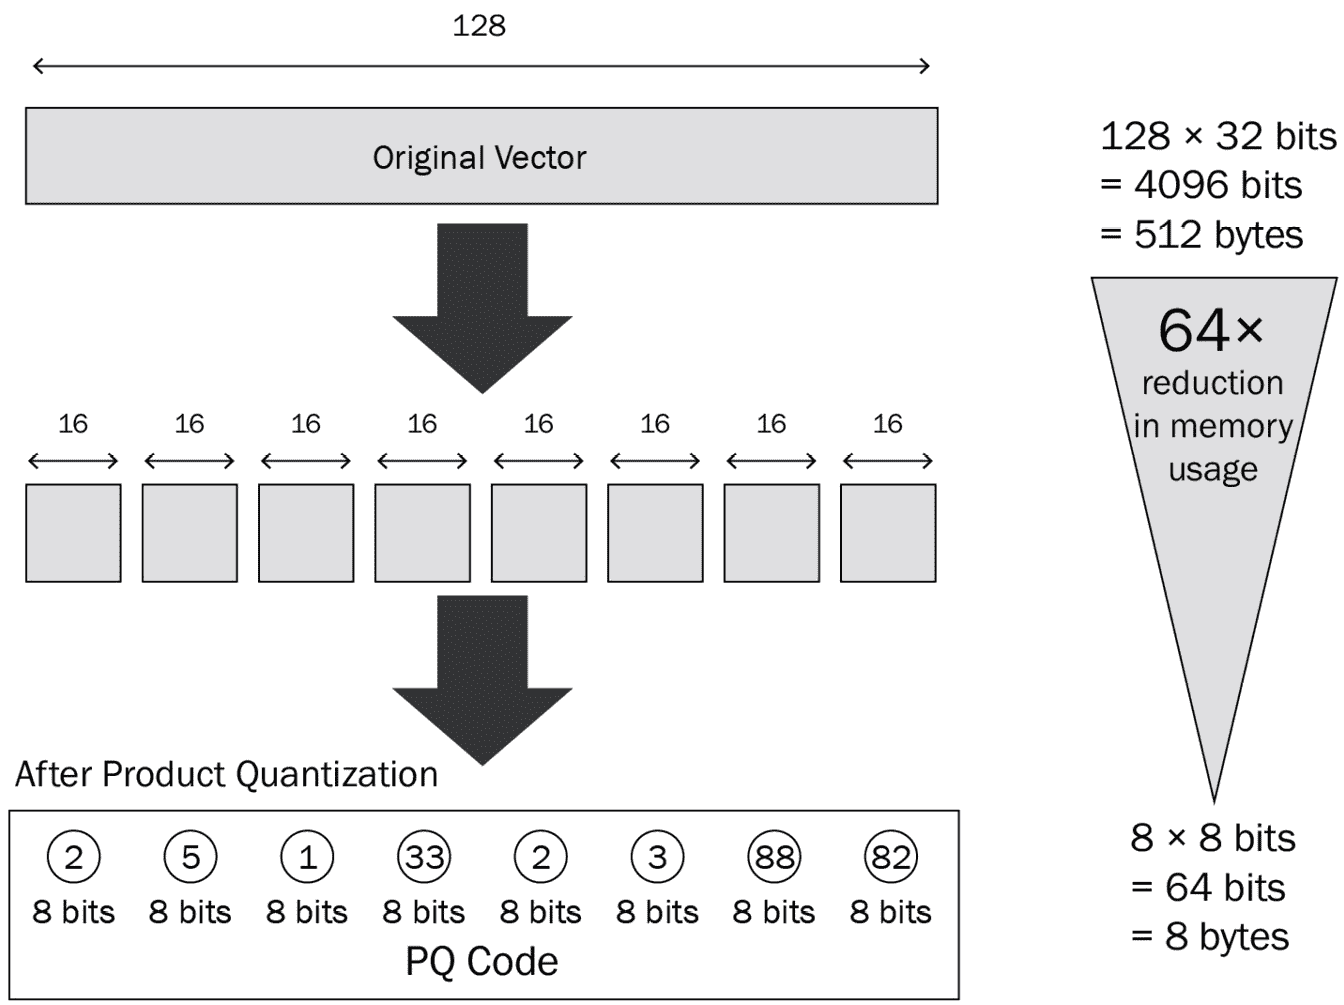 128
Original Vector
128 × 32 bits
= 4096 bits
= 512 bytes
64×
reduction
in memory
usage
16 16 16 16 16 16 16 16
After Product Quantization
2 5 1 33 2 3 88 82
8 bits 8 bits 8 bits 8 bits 8 bits 8 bits 8 bits 8 bits
PQ Code
8 × 8 bits
= 64 bits
= 8 bytes